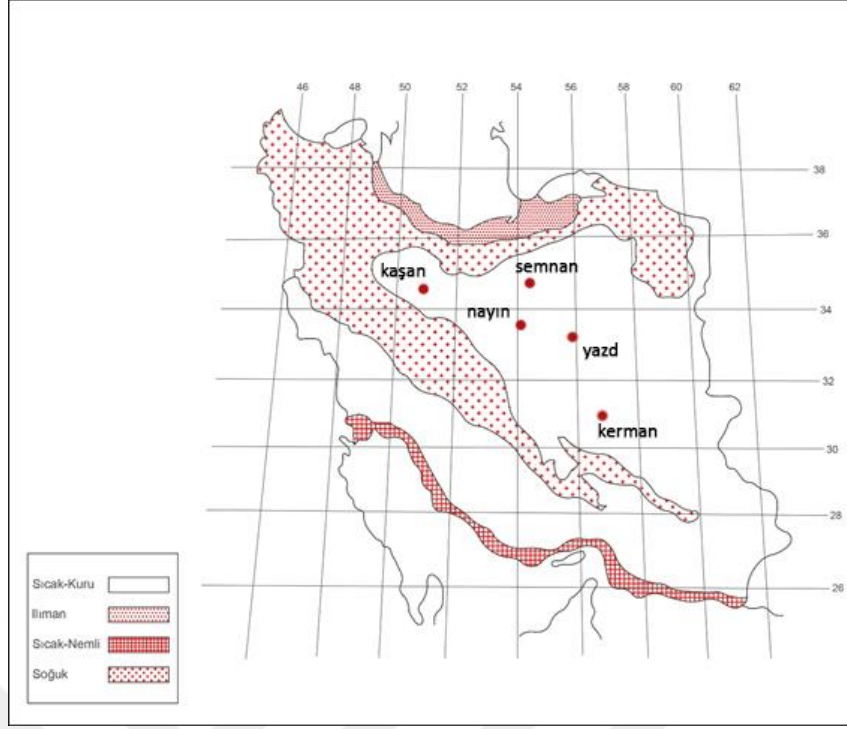 46 48 50 52 54 56 58 60 62
38
36
semnan
kaşan
34
nayın
yazd
32
kerman
30
28
26
Sıcak-Kuru
Ilıman
Sıcak-Nemli
Soğuk